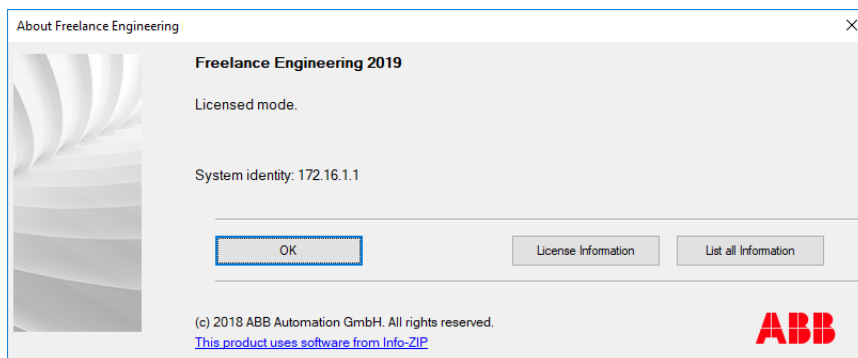 About Freelance Engineering
Freelance Engineering 2019
Licensed mode.
System identity: 172.16.1.1
OK
License Information
List all Information
(c) 2018 ABB Automation GmbH. All rights reserved.
This product uses software from Info-ZIP
ABB